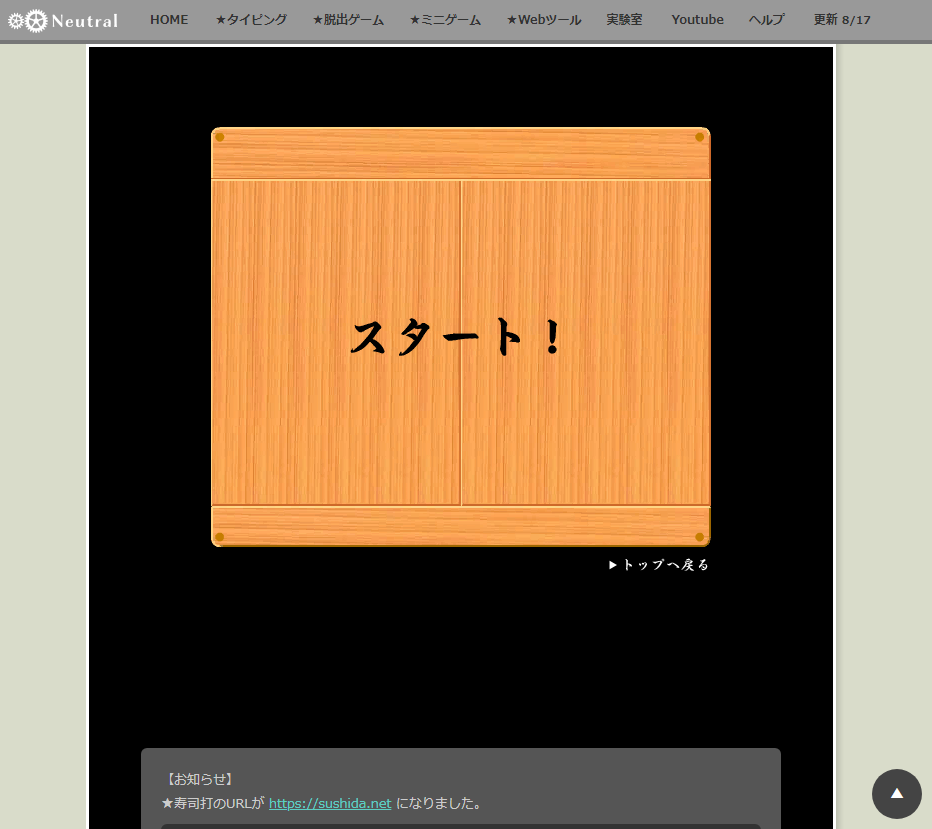 Neutral HOME ★タイピング ★脱出ゲーム ★ミニゲーム ★Webツール 実験室 Youtube ヘルプ 更新 8/17
スタート！
▶トップへ戻る
【お知らせ】
★寿司打のURLが https://sushida.net になりました。
▲